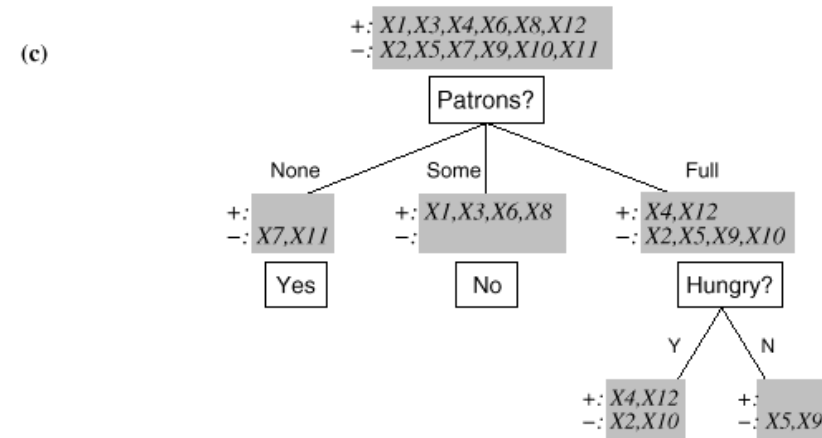 (c)
+: X1,X3,X4,X6,X8,X12
−: X2,X5,X7,X9,X10,X11
Patrons?
None Some Full
+: +: X1,X3,X6,X8 +: X4,X12
−: X7,X11 −: −: X2,X5,X9,X10
Yes No Hungry?
Y N
+: X4,X12 +:
−: X2,X10 −: X5,X9